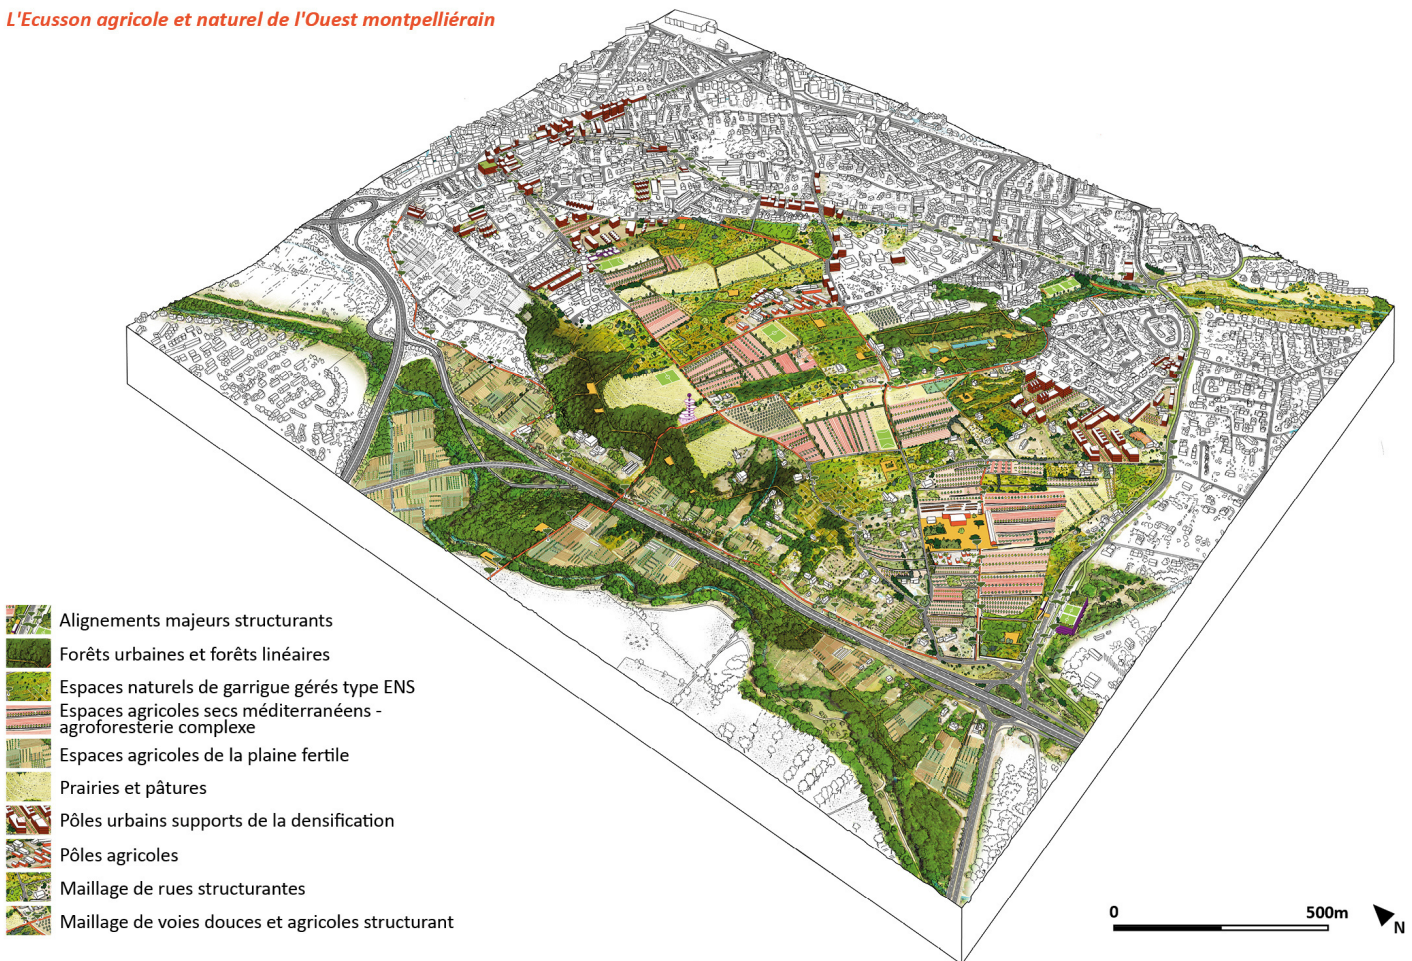 L'Ecusson agricole et naturel de l'Ouest montpelliérain
Alignements majeurs structurants
Forêts urbaines et forêts linéaires
Espaces naturels de garrigue gérés type ENS
Espaces agricoles secs méditerranéens -
agroforesterie complexe
Espaces agricoles de la plaine fertile
Prairies et pâtures
Pôles urbains supports de la densification
Pôles agricoles
Maillage de rues structurantes
Maillage de voies douces et agricoles structurant
0 500m
N